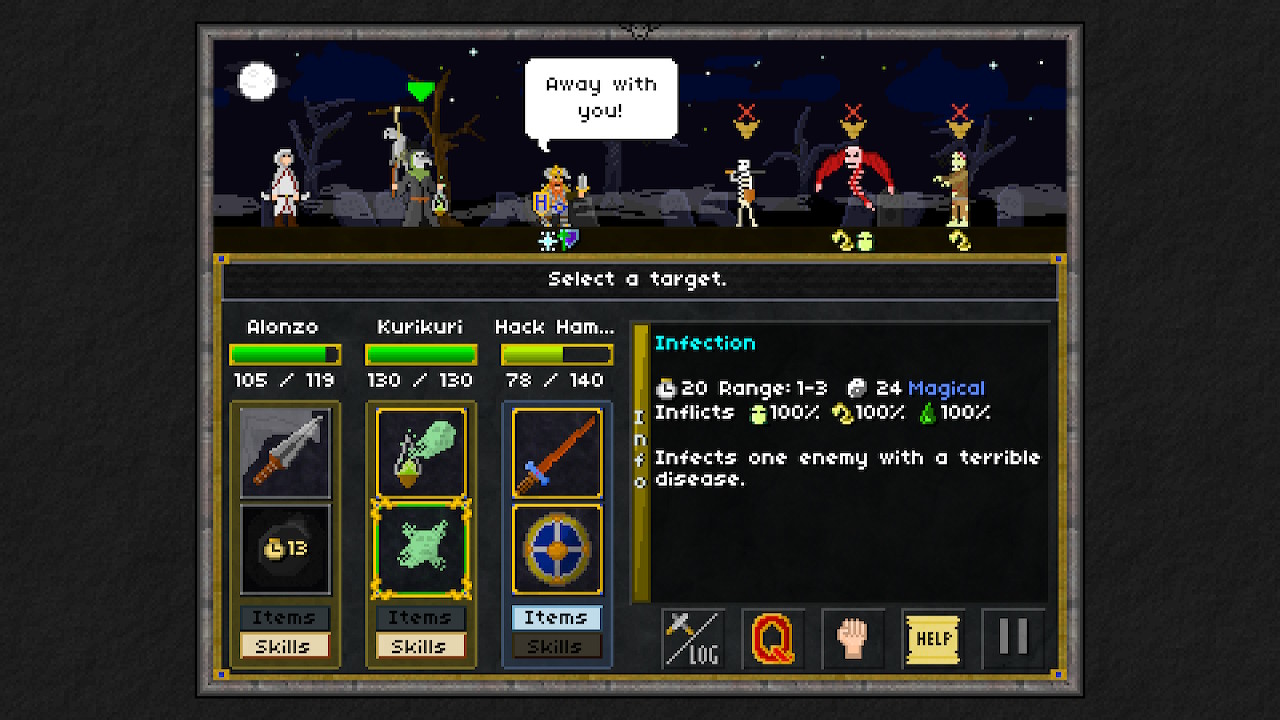 Away with
you!
H
Select a target.
Alonzo
Kurikuri
Hack Ham...
105 / 119
130 / 130
78 / 140
13
Items
Skills
Items
Skills
Items
Skills
Info
Infection
20 Range: 1-3 24 Magical
Inflicts 100% 100% 100%
Infects one enemy with a terrible
disease.
LOG
Q
HELP